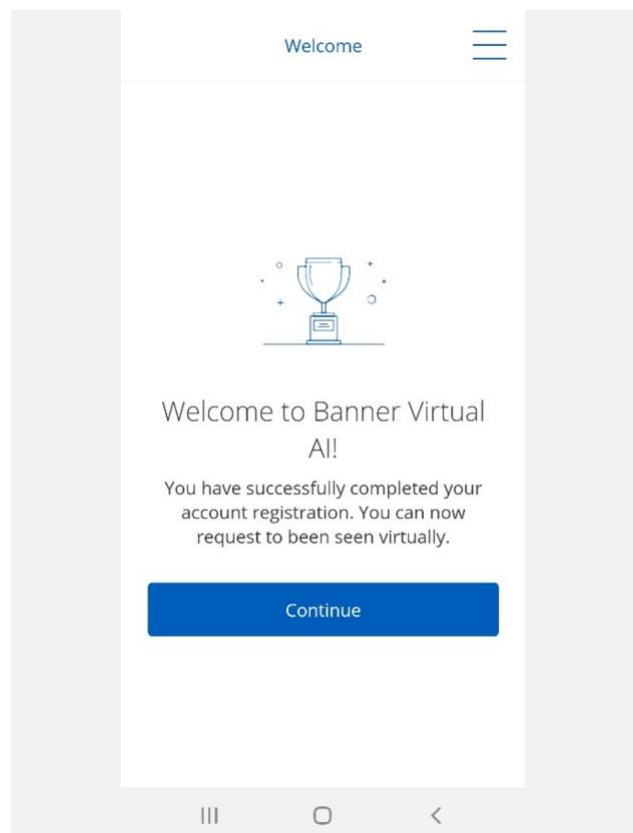 Welcome
Welcome to Banner Virtual
AI!
You have successfully completed your
account registration. You can now
request to been seen virtually.
Continue